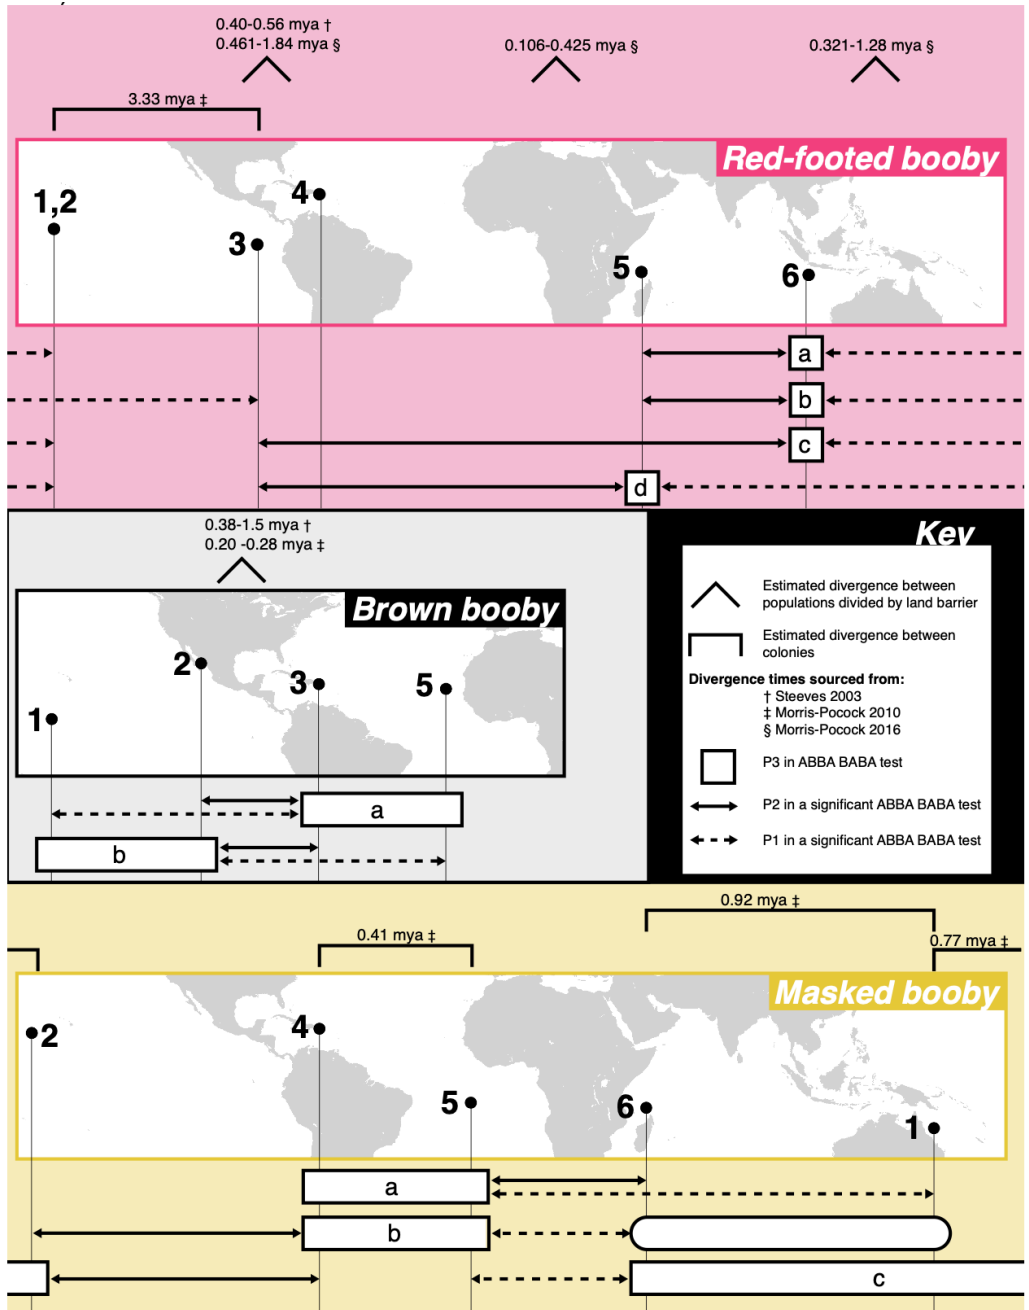 0.40-0.56 mya †
0.461-1.84 mya §
0.106-0.425 mya §
0.321-1.28 mya §
3.33 mya ‡
Red-footed booby
1,2
3
4
5
6
a
b
c
d
0.38-1.5 mya †
0.20 -0.28 mya ‡
Brown booby
1
2
3
5
a
b
Key
Estimated divergence between
populations divided by land barrier
Estimated divergence between
colonies
Divergence times sourced from:
† Steeves 2003
‡ Morris-Pocock 2010
§ Morris-Pocock 2016
P3 in ABBA BABA test
P2 in a significant ABBA BABA test
P1 in a significant ABBA BABA test
0.92 mya ‡
0.41 mya ‡
0.77 mya ‡
Masked booby
2
4
5
6
1
a
b
c